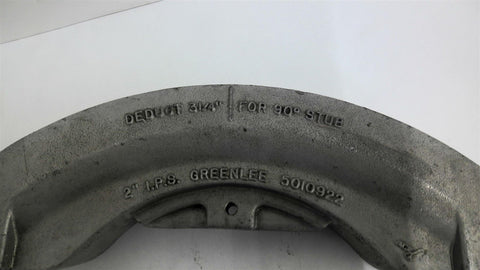 DEDUCT 31/4" FOR 90° STUB
2" I.P.S. GREENLEE 5010922